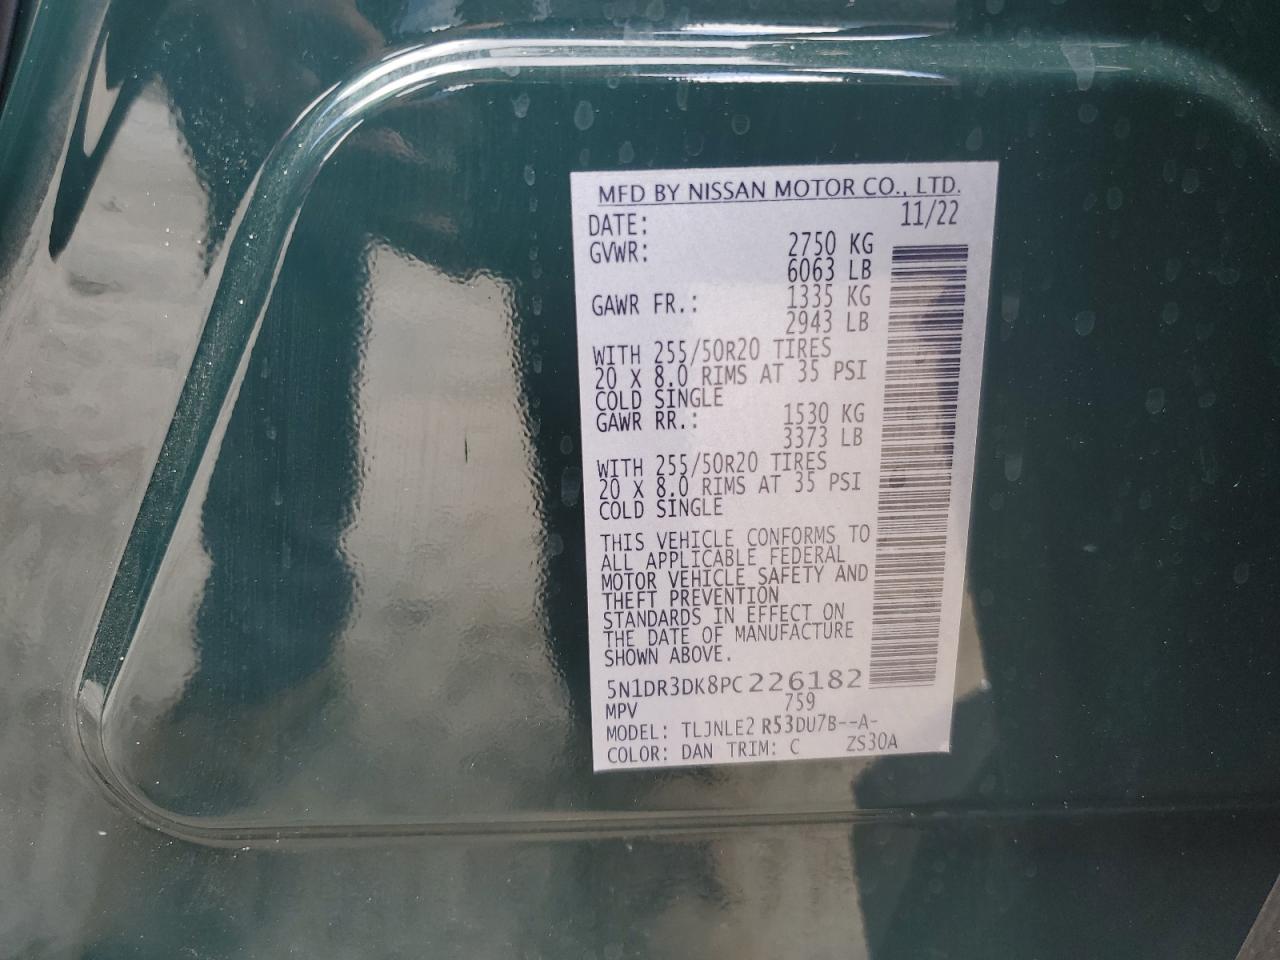 MFD BY NISSAN MOTOR CO., LTD.
DATE: 11/22
GVWR: 2750 KG
6063 LB
GAWR FR.: 1335 KG
2943 LB
WITH 255/50R20 TIRES
20 X 8.0 RIMS AT 35 PSI
COLD SINGLE
GAWR RR.: 1530 KG
3373 LB
WITH 255/50R20 TIRES
20 X 8.0 RIMS AT 35 PSI
COLD SINGLE
THIS VEHICLE CONFORMS TO
ALL APPLICABLE FEDERAL
MOTOR VEHICLE SAFETY AND
THEFT PREVENTION
STANDARDS IN EFFECT ON
THE DATE OF MANUFACTURE
SHOWN ABOVE.
5N1DR3DK8PC226182
MPV 759
MODEL: TLJNLE2 R53DU7B--A-
COLOR: DAN TRIM: C ZS30A